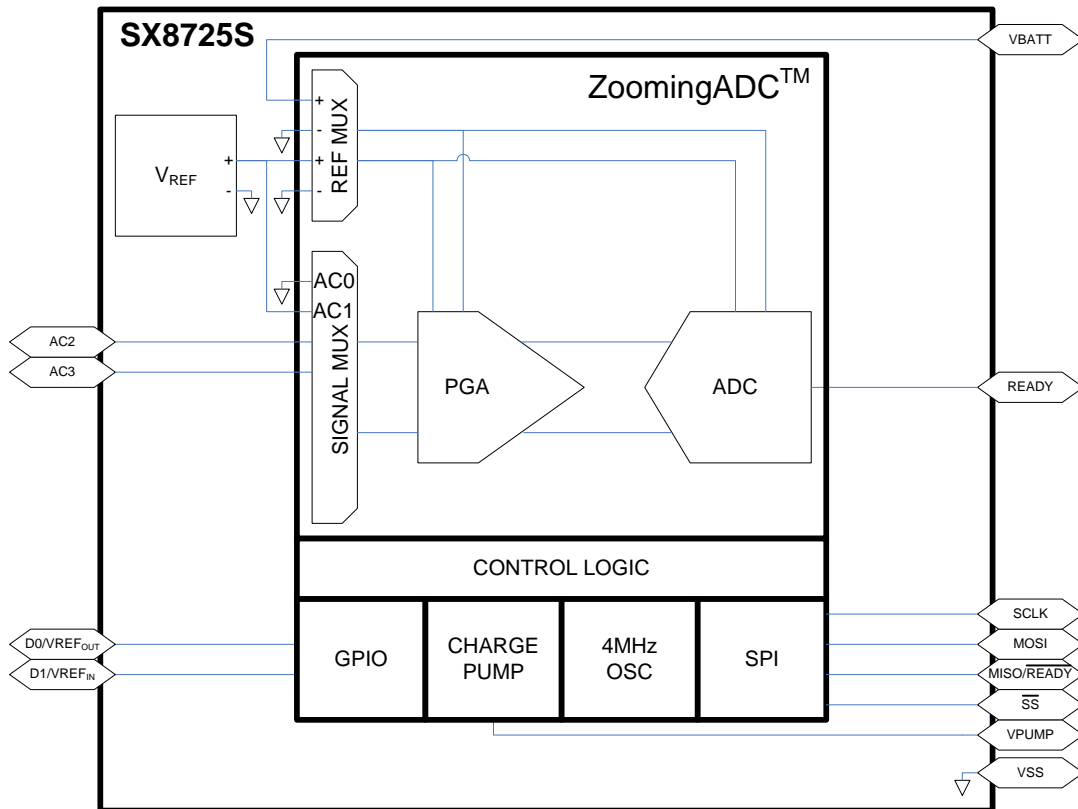 SX8725S
VBATT
ZoomingADC™
+
-
+
-
REF MUX
VREF
+
-
AC0
AC1
SIGNAL MUX
AC2
AC3
PGA
ADC
READY
CONTROL LOGIC
D0/VREFOUT
D1/VREFIN
GPIO
CHARGE
PUMP
4MHz
OSC
SPI
SCLK
MOSI
MISO/READY
SS
VPUMP
VSS